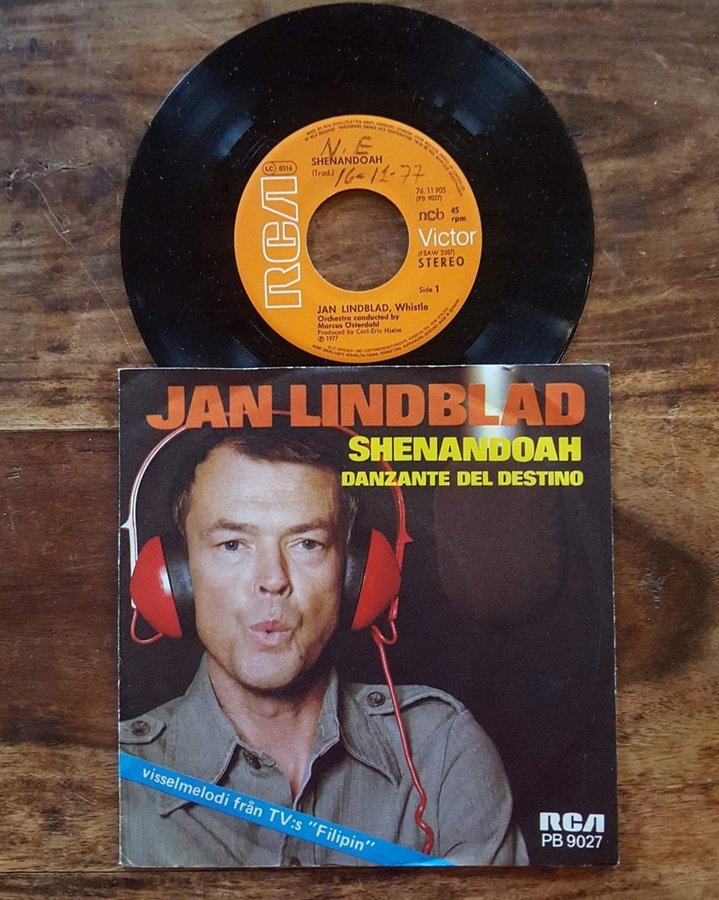 N.E
SHENANDOAH
(Trad.) 16-12-77
LC 0316
76.11 905
(PB 9027)
ncb 45
rpm
RCA
Victor
(FSAW 2387)
STEREO
Side 1
JAN LINDBLAD, Whistle
Orchestra conducted by
Marcus Österdahl
Produced by Carl-Eric Hjelm
℗ 1977
JAN LINDBLAD
SHENANDOAH
DANZANTE DEL DESTINO
visselmelodi från TV:s "Filipin"
RCA
PB 9027